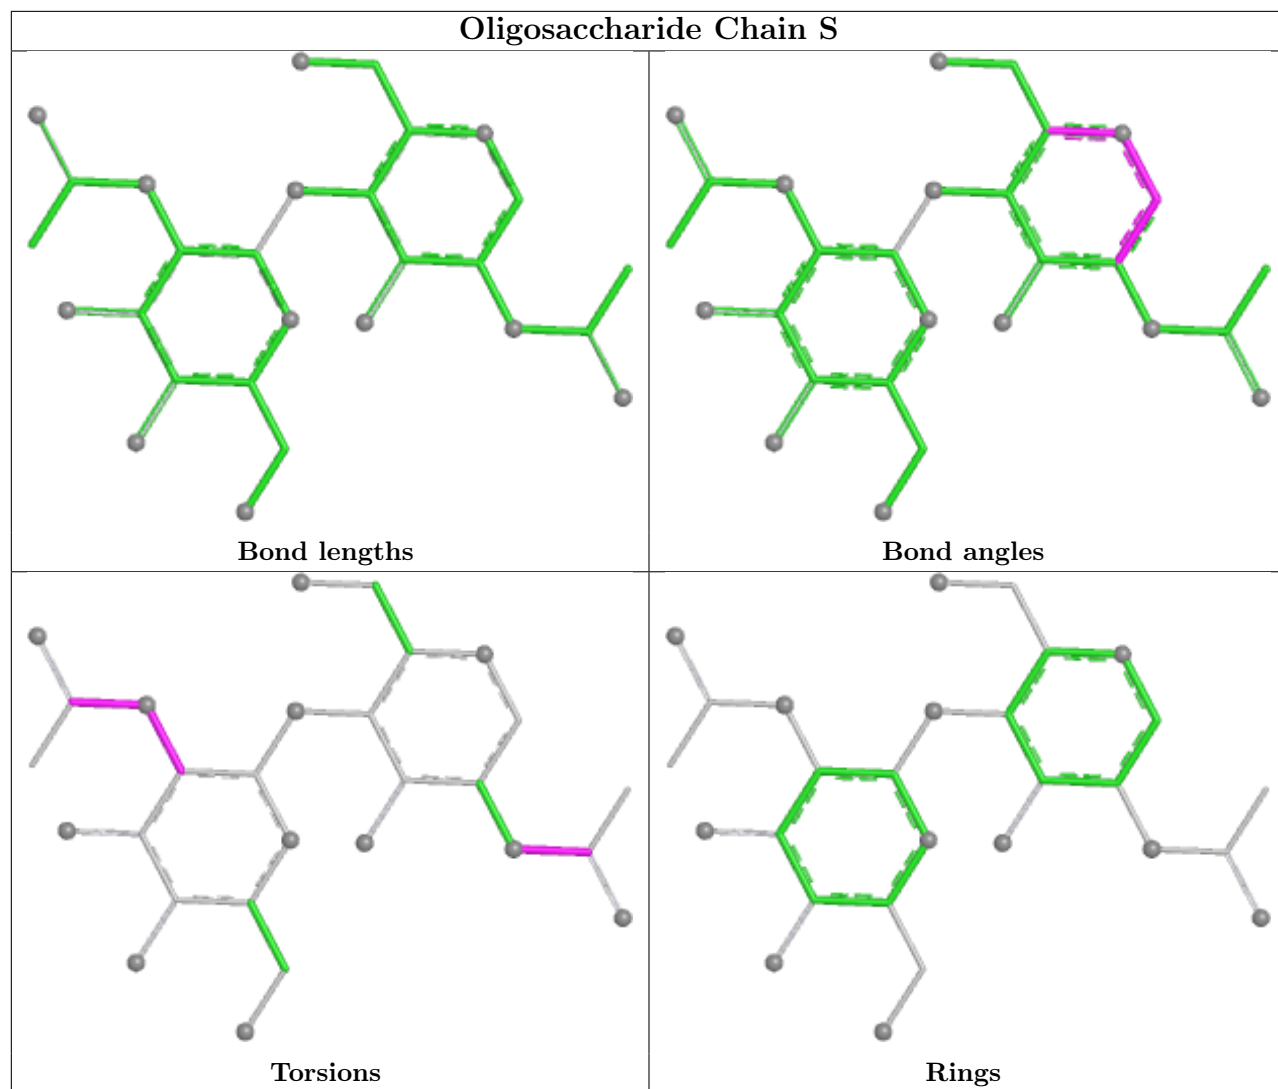 Oligosaccharide Chain S
Bond lengths
Bond angles
Torsions
Rings